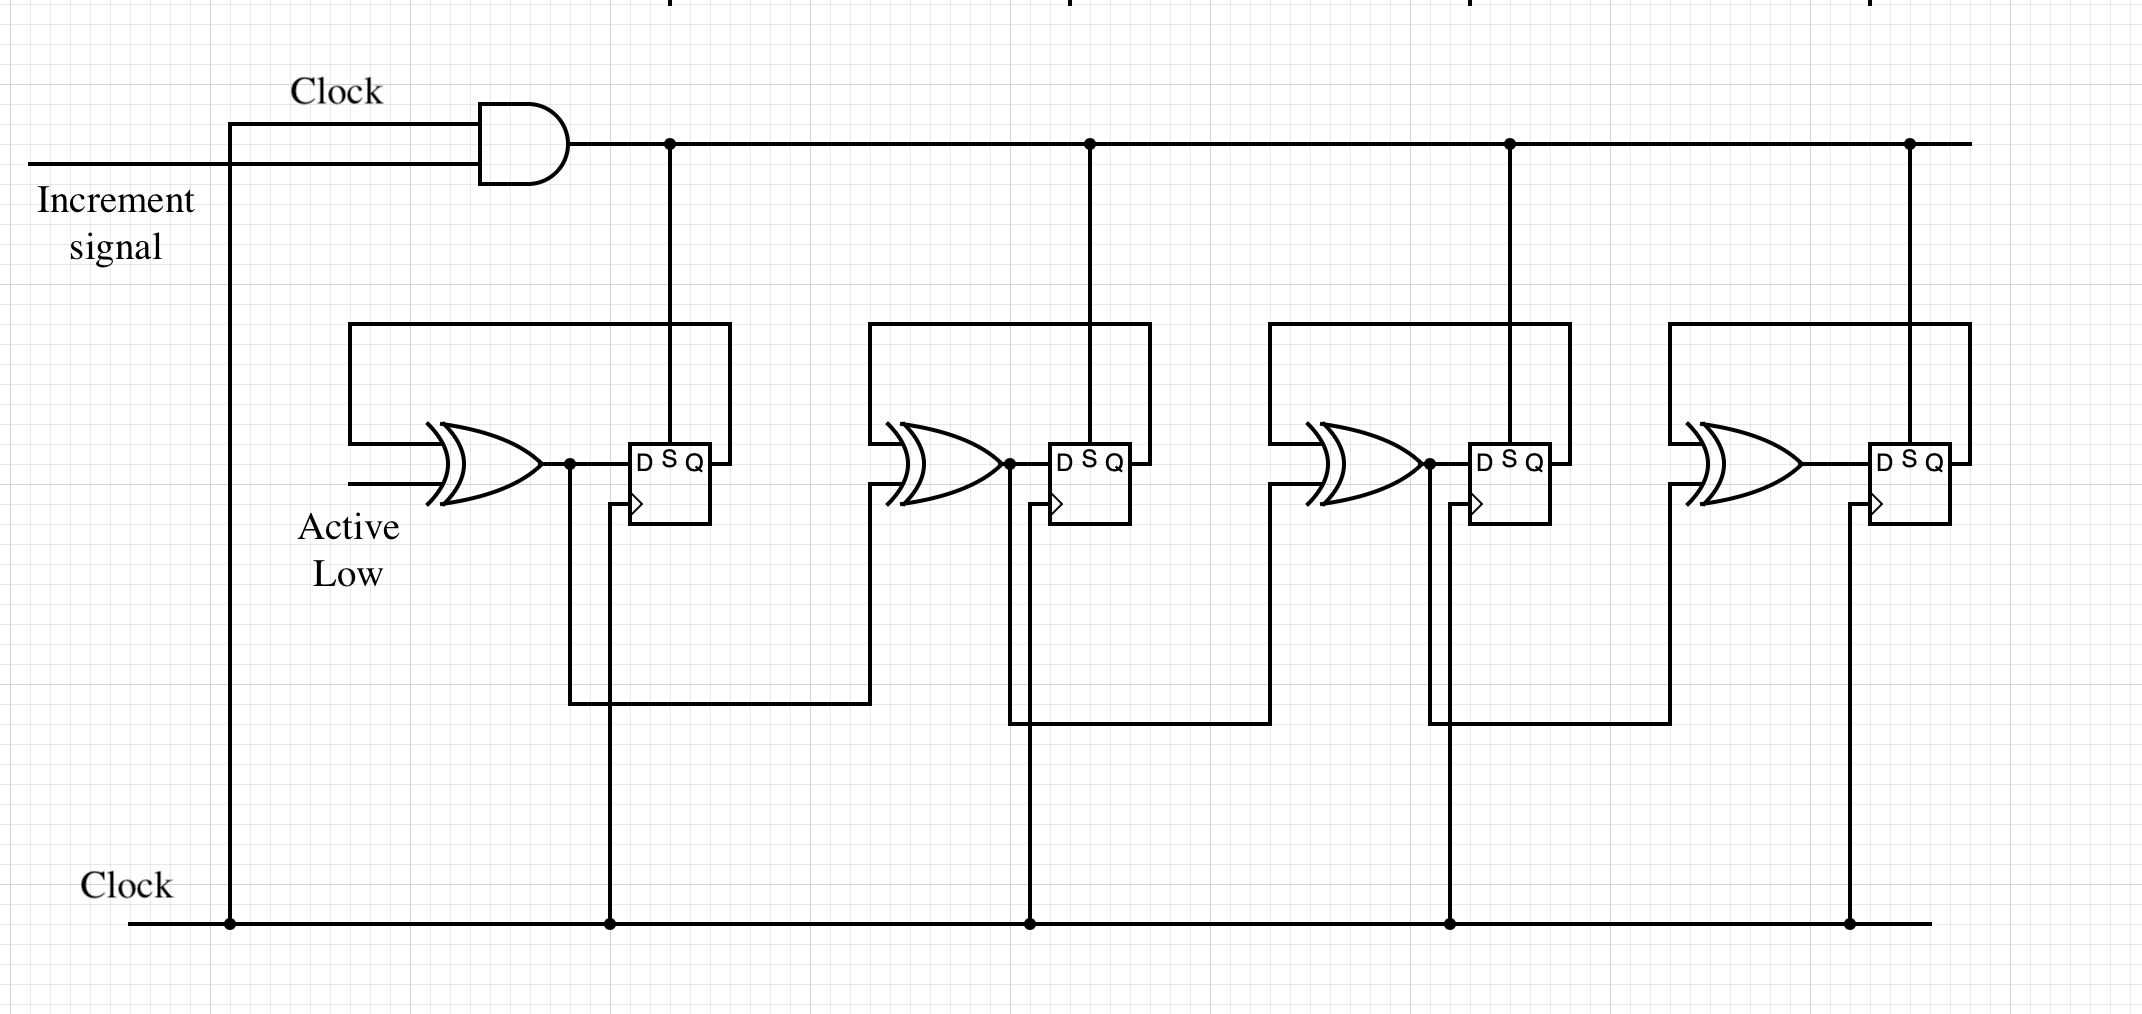 Clock
Increment
signal
D S Q
D S Q
D S Q
D S Q
Active
Low
Clock